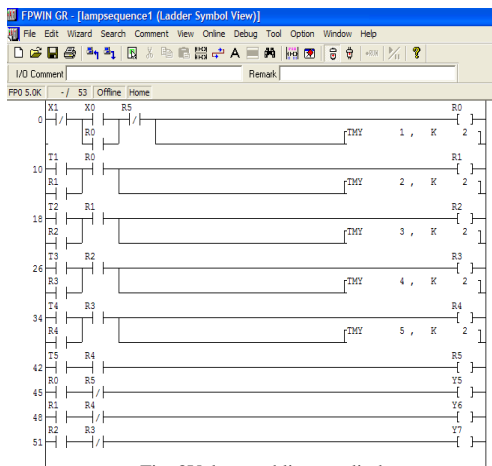 FPWIN GR - [lampsequence1 (Ladder Symbol View)]
File Edit Wizard Search Comment View Online Debug Tool Option Window Help
I/O Comment Remark
FP0 5.0K -/ 53 Offline Home
X1 X0 R5 R0
0
R0 TMY 1, K 2
T1 R0 R1
10
R1 TMY 2, K 2
T2 R1 R2
18
R2 TMY 3, K 2
T3 R2 R3
26
R3 TMY 4, K 2
T4 R3 R4
34
R4 TMY 5, K 2
T5 R4 R5
42
R0 R5 Y5
45
R1 R4 Y6
48
R2 R3 Y7
51